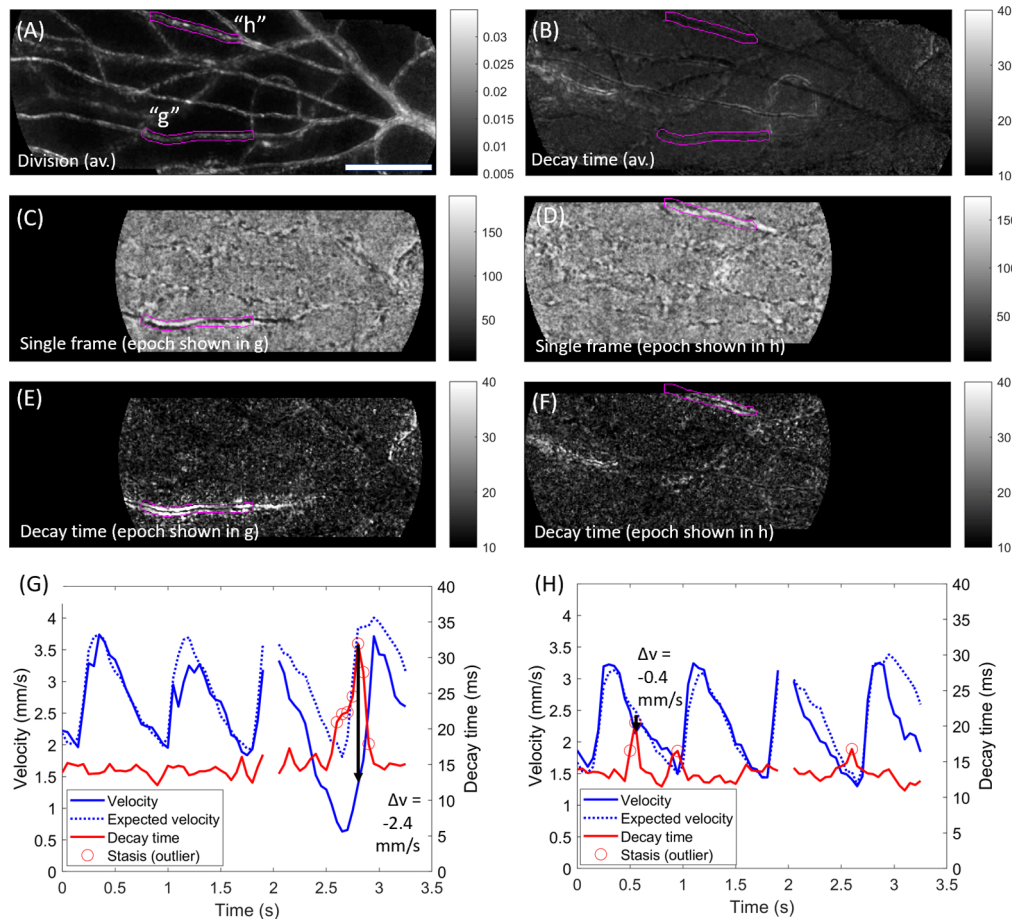 (A)
“h”
“g”
Division (av.)
0.03
0.025
0.02
0.015
0.01
0.005
(B)
Decay time (av.)
40
30
20
10
(C)
Single frame (epoch shown in g)
150
100
50
(D)
Single frame (epoch shown in h)
150
100
50
(E)
Decay time (epoch shown in g)
40
30
20
10
(F)
Decay time (epoch shown in h)
40
30
20
10
(G)
Velocity (mm/s)
4
3.5
3
2.5
2
1.5
1
0.5
0
Δv =
-2.4
mm/s
Velocity
Expected velocity
Decay time
Stasis (outlier)
0 0.5 1 1.5 2 2.5 3 3.5
Time (s)
40
35
30
25
20
15
10
5
0
Decay time (ms)
(H)
Velocity (mm/s)
4
3.5
3
2.5
2
1.5
1
0.5
0
Δv =
-0.4
mm/s
Velocity
Expected velocity
Decay time
Stasis (outlier)
0 0.5 1 1.5 2 2.5 3 3.5
Time (s)
40
35
30
25
20
15
10
5
0
Decay time (ms)